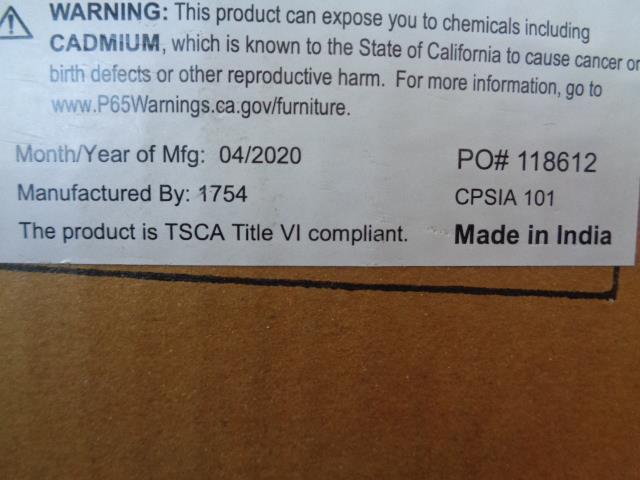 WARNING: This product can expose you to chemicals including
CADMIUM, which is known to the State of California to cause cancer or
birth defects or other reproductive harm. For more information, go to
www.P65Warnings.ca.gov/furniture.
Month/Year of Mfg: 04/2020
PO# 118612
Manufactured By: 1754
CPSIA 101
The product is TSCA Title VI compliant.
Made in India